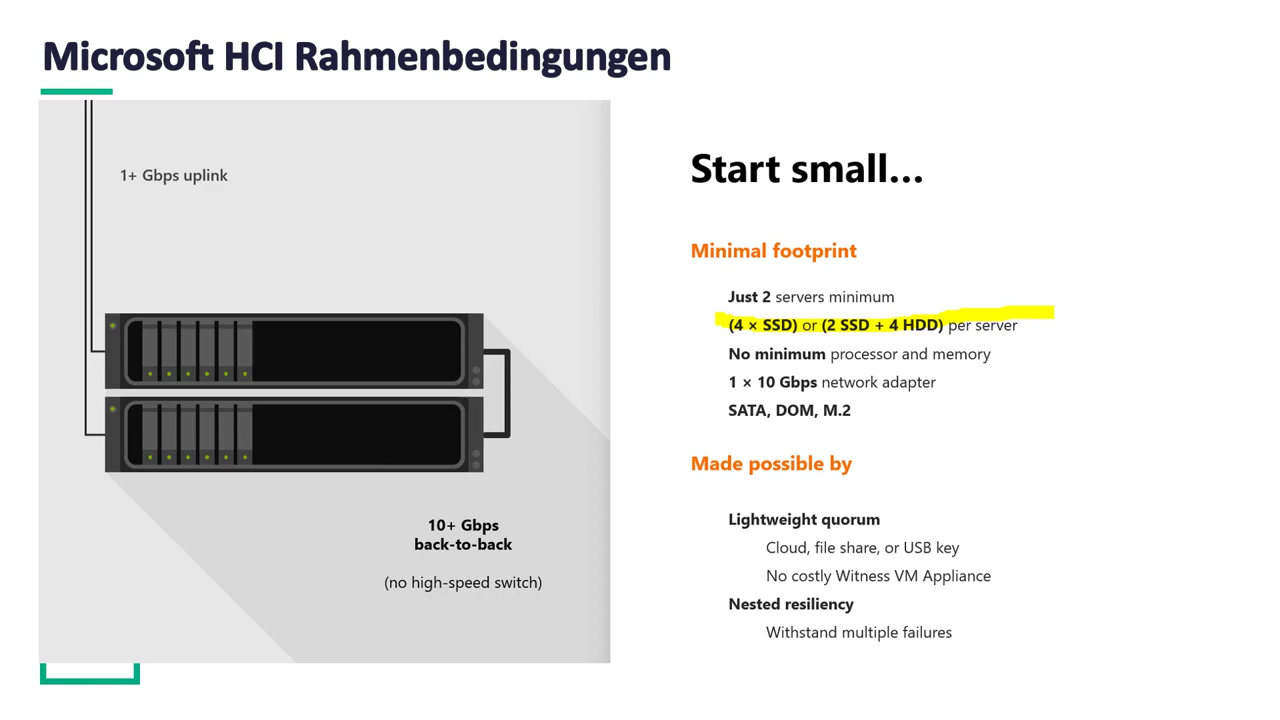 Microsoft HCI Rahmenbedingungen
1+ Gbps uplink
10+ Gbps
back-to-back
(no high-speed switch)
Start small...
Minimal footprint
Just 2 servers minimum
(4 × SSD) or (2 SSD + 4 HDD) per server
No minimum processor and memory
1 × 10 Gbps network adapter
SATA, DOM, M.2
Made possible by
Lightweight quorum
Cloud, file share, or USB key
No costly Witness VM Appliance
Nested resiliency
Withstand multiple failures